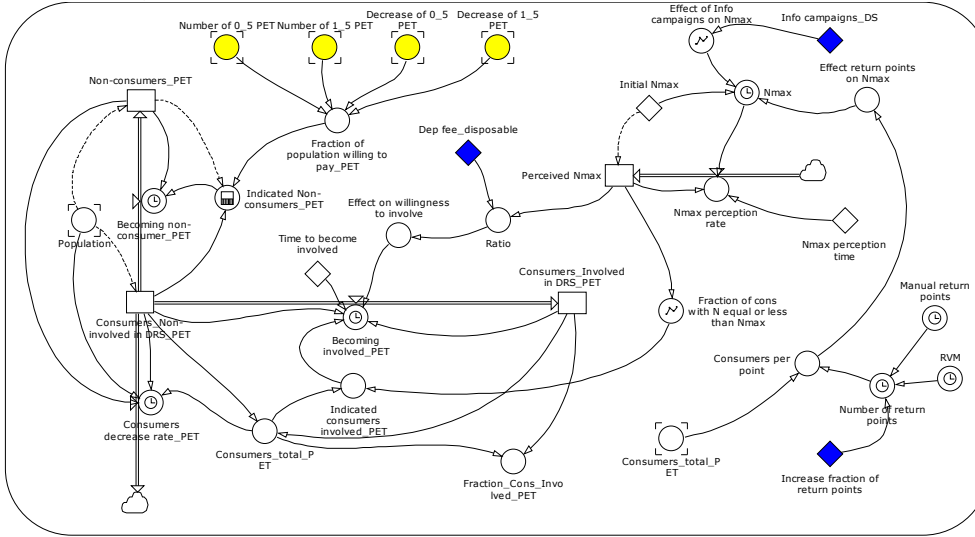 Number of 0_5 PET
Number of 1_5 PET
Decrease of 0_5
PET
Decrease of 1_5
PET
Effect of Info
campaigns on Nmax
Info campaigns_DS
Non-consumers_PET
Initial Nmax
Nmax
Effect return points
on Nmax
Fraction of
population willing to
pay_PET
Dep fee_disposable
Perceived Nmax
Indicated Non-
consumers_PET
Becoming non-
consumer_PET
Population
Effect on willingness
to involve
Ratio
Nmax perception
rate
Nmax perception
time
Time to become
involved
Consumers_Involved
in DRS_PET
Consumers_Non-
involved in DRS_PET
Becoming
involved_PET
Fraction of cons
with N equal or less
than Nmax
Manual return
points
RVM
Consumers per
point
Number of return
points
Indicated
consumers
involved_PET
Consumers
decrease rate_PET
Consumers_total_P
ET
Fraction_Cons_Invo
lved_PET
Consumers_total_P
ET
Increase fraction of
return points